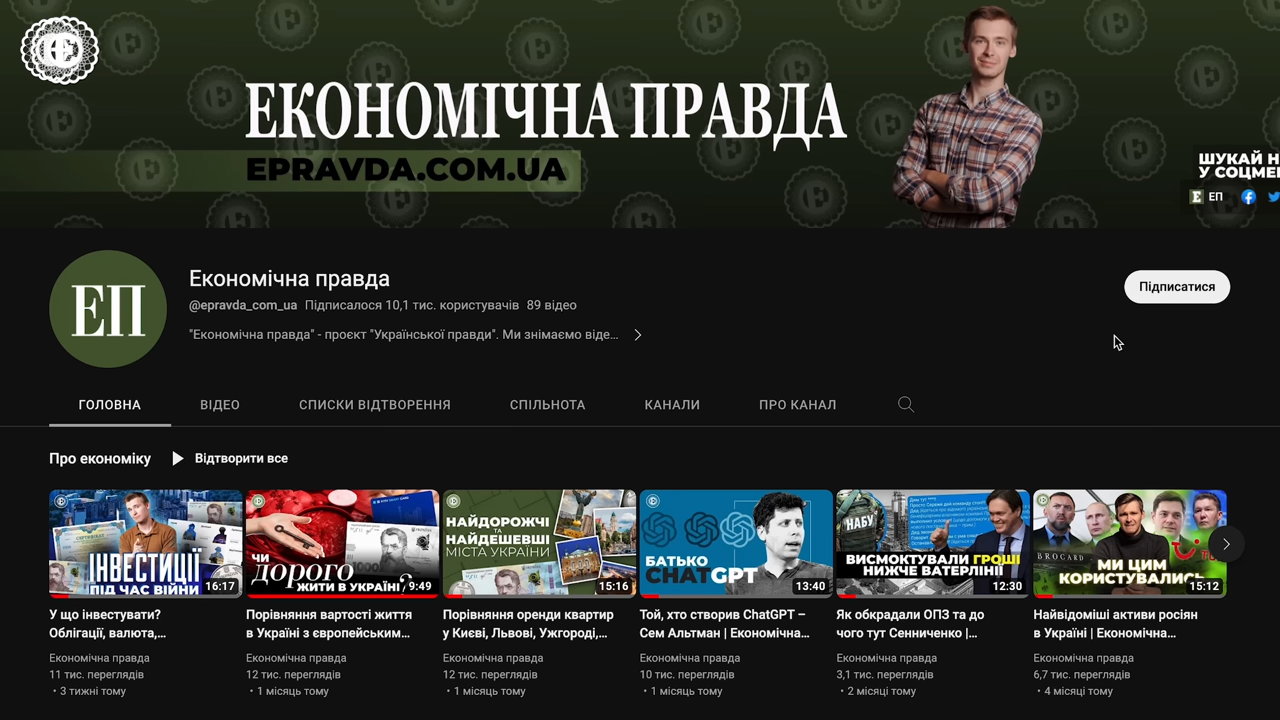 ЕКОНОМІЧНА ПРАВДА
EPRAVDA.COM.UA
ШУКАЙ Н
У СОЦМЕ
ЕП
ЕП
Економічна правда
@epravda_com_ua Підписалося 10,1 тис. користувачів 89 відео
"Економічна правда" - проєкт "Української правди". Ми знімаємо віде...
Підписатися
ГОЛОВНА ВІДЕО СПИСКИ ВІДТВОРЕННЯ СПІЛЬНОТА КАНАЛИ ПРО КАНАЛ
Про економіку Відтворити все
ІНВЕСТИЦІЇ
ПІД ЧАС ВІЙНИ
16:17
ЧИ
дорого
ЖИТИ В УКРАЇНІ?
9:49
НАЙДОРОЖЧІ
ТА
НАЙДЕШЕВШІ
МІСТА УКРАЇНИ
15:16
БАТЬКО
CHATGPT
13:40
НАБУ
ВИСМОКТУВАЛИ ГРОШІ
НИЖЧЕ ВАТЕРЛІНІЇ
12:30
BROCARD
МИ ЦИМ
КОРИСТУВАЛИСЬ
15:12
У що інвестувати?
Облігації, валюта,...
Економічна правда
11 тис. переглядів
• 3 тижні тому
Порівняння вартості життя
в Україні з європейським...
Економічна правда
12 тис. переглядів
• 1 місяць тому
Порівняння оренди квартир
у Києві, Львові, Ужгороді,...
Економічна правда
12 тис. переглядів
• 1 місяць тому
Той, хто створив ChatGPT –
Сем Альтман | Економічна...
Економічна правда
10 тис. переглядів
• 1 місяць тому
Як обкрадали ОПЗ та до
чого тут Сенниченко |...
Економічна правда
3,1 тис. переглядів
• 2 місяці тому
Найвідоміші активи росіян
в Україні | Економічна...
Економічна правда
6,7 тис. переглядів
• 4 місяці тому